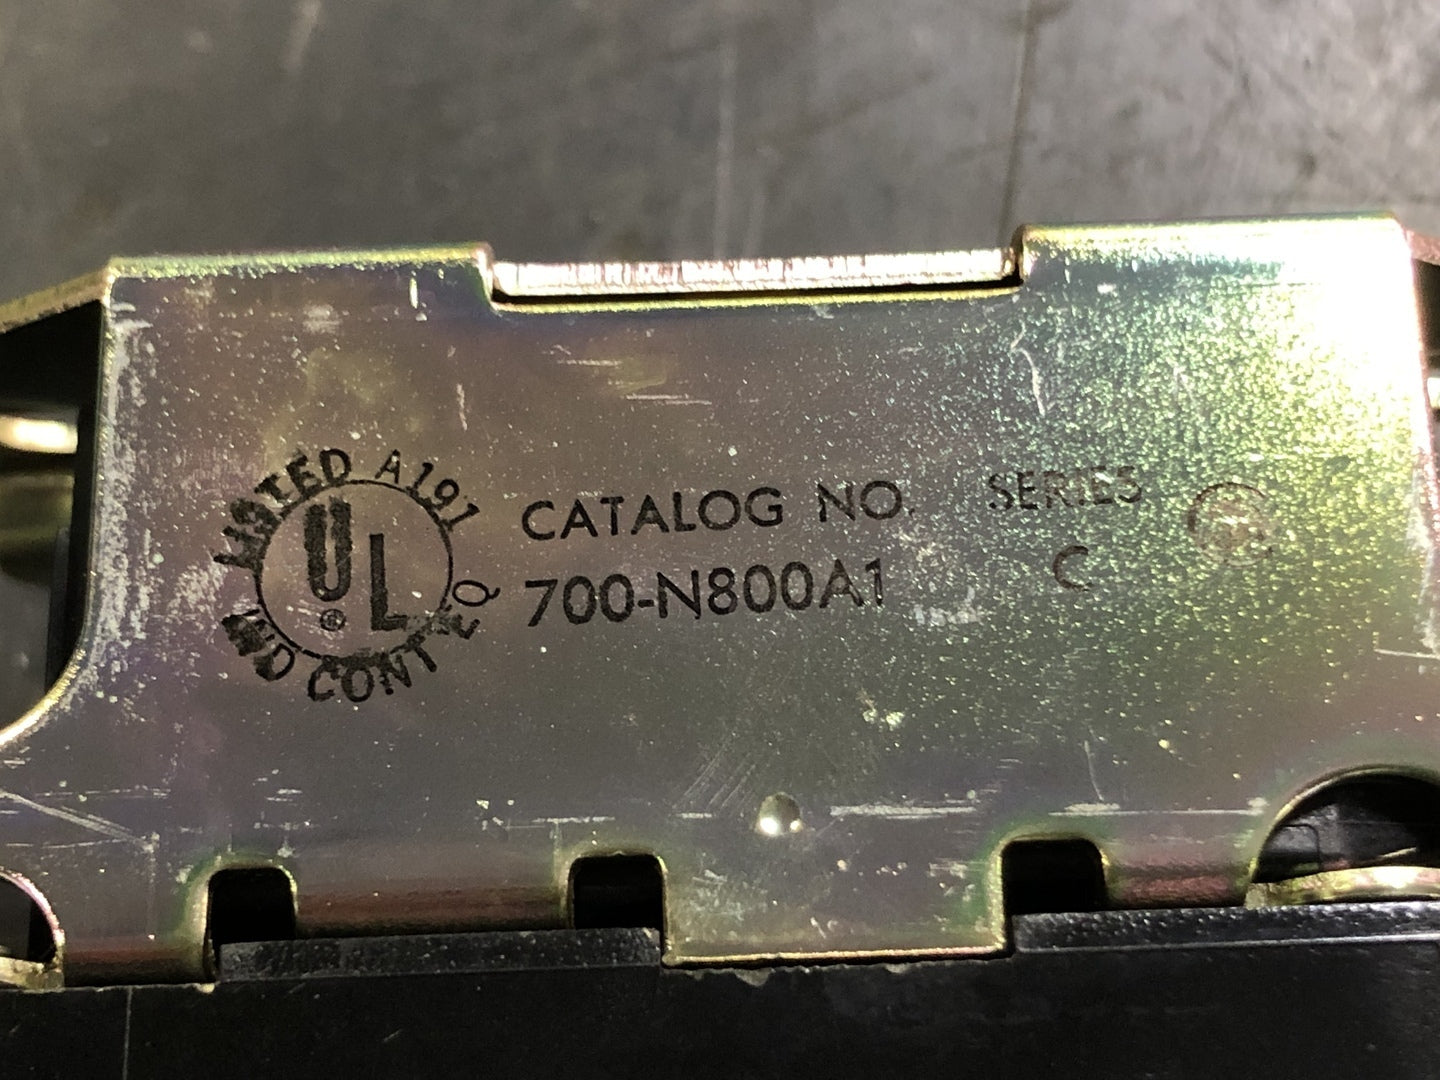 LISTED A191
UL
®
IND CONT EQ
CATALOG NO.
700-N800A1
SERIES
C